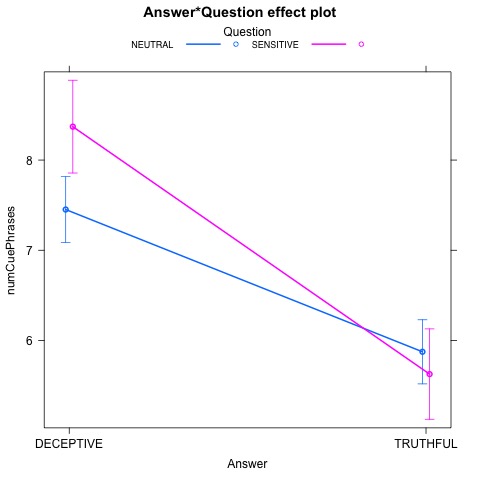 Answer*Question effect plot
Question
NEUTRAL SENSITIVE
8
7
6
numCuePhrases
DECEPTIVE TRUTHFUL
Answer